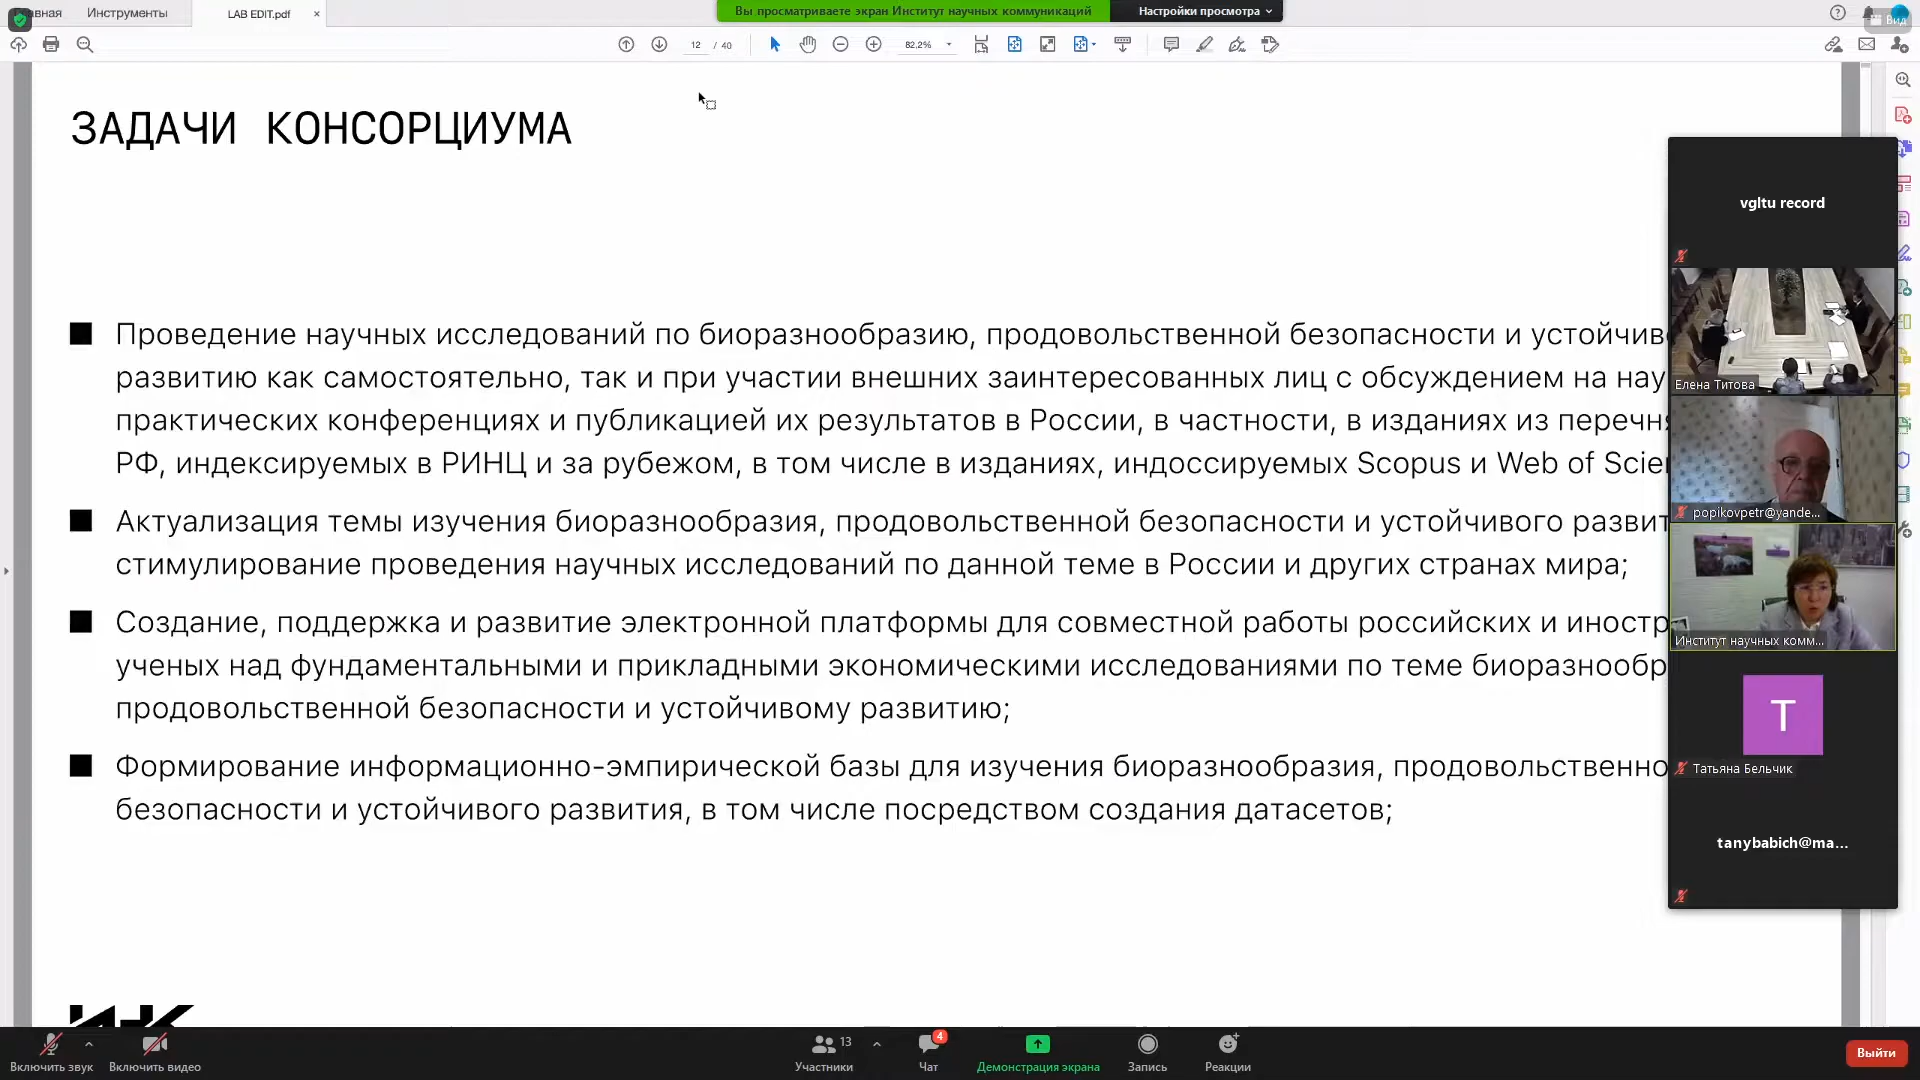 главная
Инструменты
LAB EDIT.pdf
Вы просматриваете экран Институт научных коммуникаций
Настройки просмотра
Вид
12 / 40
82,2%
ЗАДАЧИ КОНСОРЦИУМА
Проведение научных исследований по биоразнообразию, продовольственной безопасности и устойчив
развитию как самостоятельно, так и при участии внешних заинтересованных лиц с обсуждением на нау
практических конференциях и публикацией их результатов в России, в частности, в изданиях из перечн
РФ, индексируемых в РИНЦ и за рубежом, в том числе в изданиях, индоссируемых Scopus и Web of Scie
Актуализация темы изучения биоразнообразия, продовольственной безопасности и устойчивого развит
стимулирование проведения научных исследований по данной теме в России и других странах мира;
Создание, поддержка и развитие электронной платформы для совместной работы российских и иностр
ученых над фундаментальными и прикладными экономическими исследованиями по теме биоразнообр
продовольственной безопасности и устойчивому развитию;
Формирование информационно-эмпирической базы для изучения биоразнообразия, продовольственно
безопасности и устойчивого развития, в том числе посредством создания датасетов;
vgltu record
Елена Титова
popikovpetr@yande...
Институт научных комм...
Т
Татьяна Бельчик
tanybabich@ma...
Включить звук
Включить видео
13
Участники
4
Чат
Демонстрация экрана
Запись
Реакции
Выйти